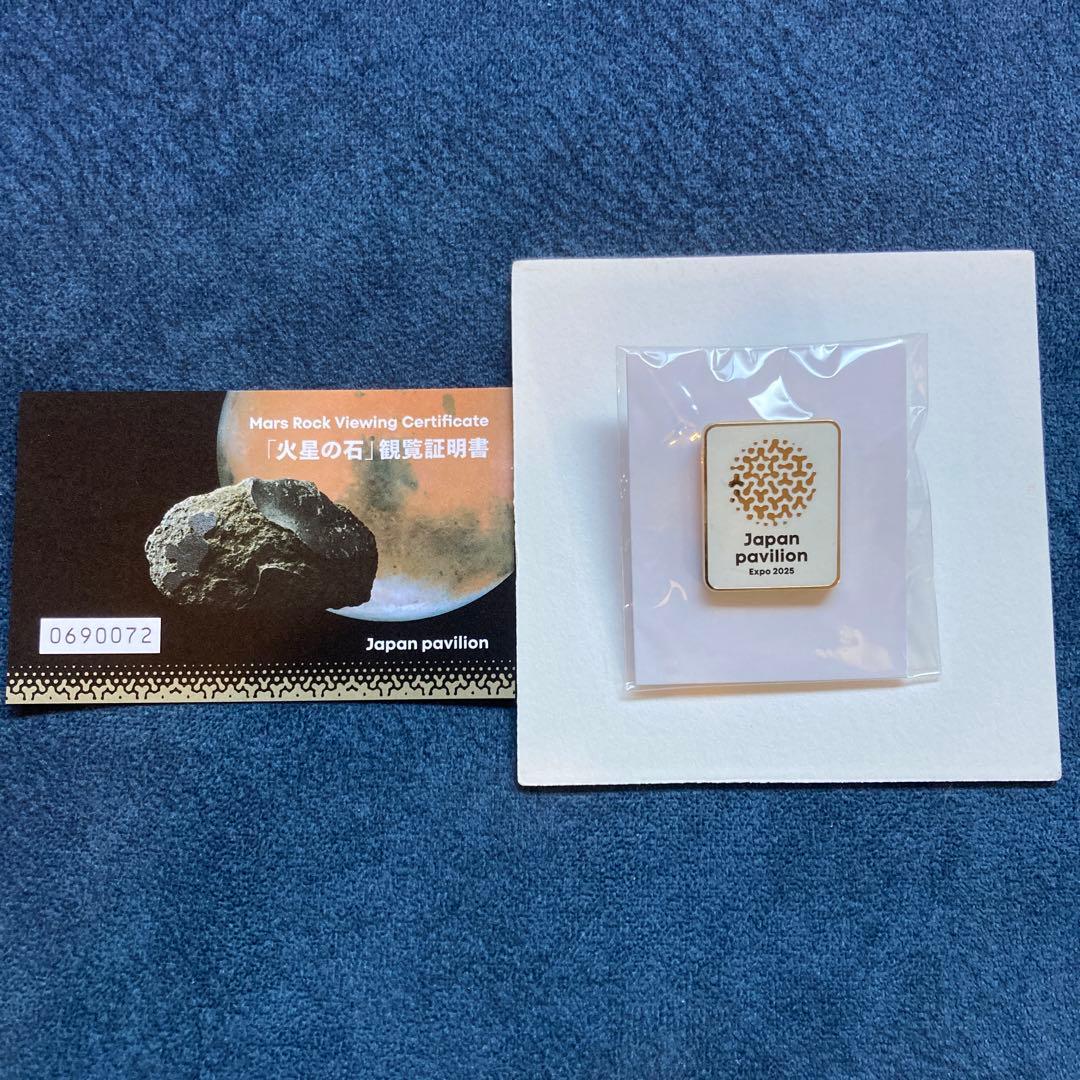 Mars Rock Viewing Certificate
「火星の石」観覧証明書
0690072
Japan pavilion
Japan
pavilion
Expo 2025